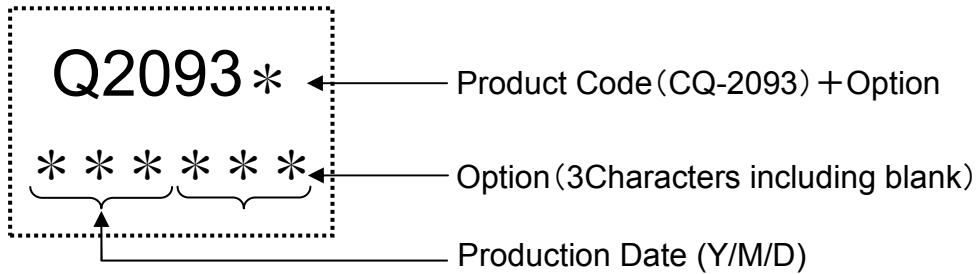 Q2093＊
Product Code（CQ-2093）＋Option
＊＊＊＊＊＊
Option（3Characters including blank）
Production Date (Y/M/D)